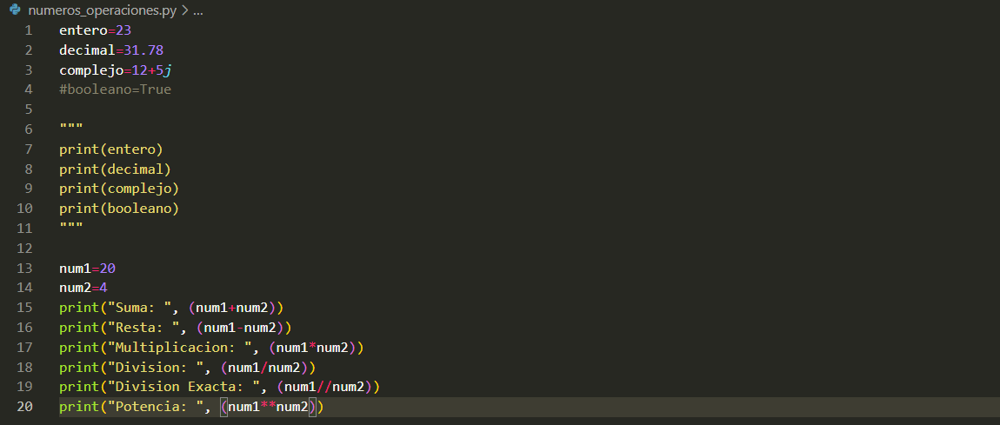 numeros_operaciones.py > ...
1 entero=23
2 decimal=31.78
3 complejo=12+5j
4 #booleano=True
5
6 """
7 print(entero)
8 print(decimal)
9 print(complejo)
10 print(booleano)
11 """
12
13 num1=20
14 num2=4
15 print("Suma: ", (num1+num2))
16 print("Resta: ", (num1-num2))
17 print("Multiplicacion: ", (num1*num2))
18 print("Division: ", (num1/num2))
19 print("Division Exacta: ", (num1//num2))
20 print("Potencia: ", (num1**num2))